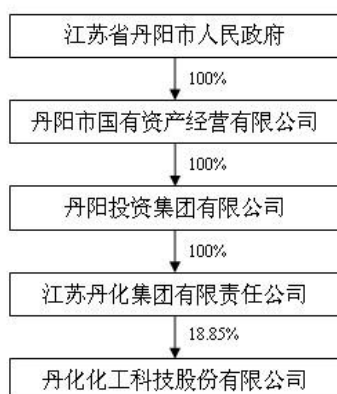 江苏省丹阳市人民政府
100%
丹阳市国有资产经营有限公司
100%
丹阳投资集团有限公司
100%
江苏丹化集团有限责任公司
18.85%
丹化化工科技股份有限公司